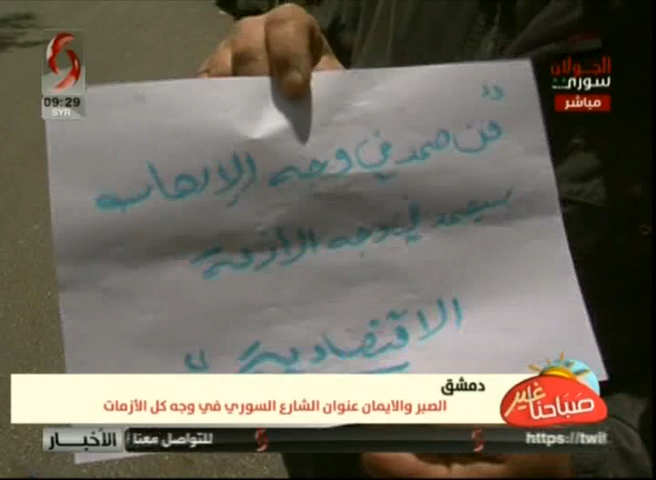 الجولان
سوري
مباشر
09:29
SYR
" من صمد في وجه الإرهاب
سيصمد في وجه الأزمة
الاقتصادية "
دمشق
الصبر والايمان عنوان الشارع السوري في وجه كل الأزمات
صباحنا غير
الأخبار
للتواصل معنا
https://twit